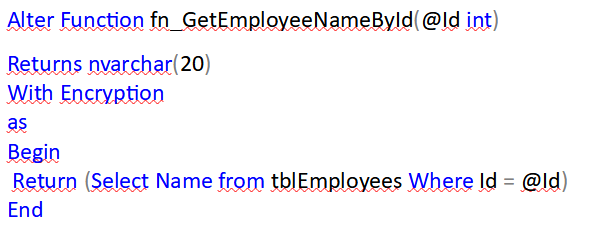 Alter Function fn_GetEmployeeNameById(@Id int)
Returns nvarchar(20)
With Encryption
as
Begin
Return (Select Name from tblEmployees Where Id = @Id)
End